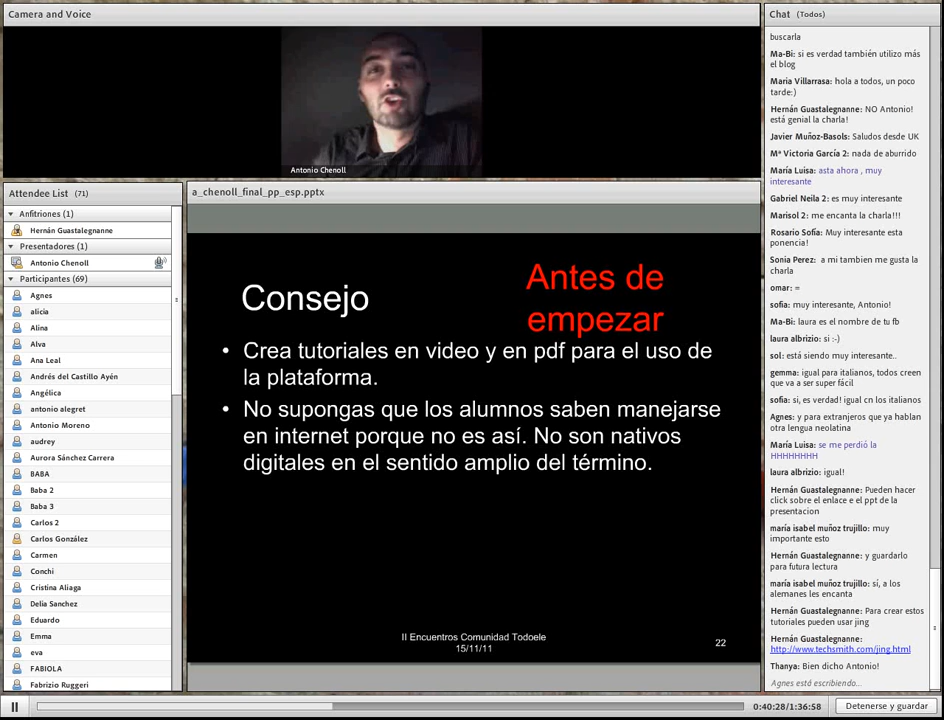 Camera and Voice
Antonio Chenoll
Attendee List (71)
Anfitriones (1)
Hernán Guastalegnanne
Presentadores (1)
Antonio Chenoll
Participantes (69)
Agnes
alicia
Alina
Alva
Ana Leal
Andrés del Castillo Ayén
Angélica
antonio alegret
Antonio Moreno
audrey
Aurora Sánchez Carrera
BABA
Baba 2
Baba 3
Carlos 2
Carlos González
Carmen
Conchi
Cristina Aliaga
Delia Sanchez
Eduardo
Emma
eva
FABIOLA
Fabrizio Ruggeri
a_chenoll_final_pp_esp.pptx
Consejo
Antes de
empezar
• Crea tutoriales en video y en pdf para el uso de
la plataforma.
• No supongas que los alumnos saben manejarse
en internet porque no es así. No son nativos
digitales en el sentido amplio del término.
II Encuentros Comunidad Todoele
15/11/11
22
Chat (Todos)
buscarla
Ma-Bi: si es verdad también utilizo más
el blog
Maria Villarrasa: hola a todos, un poco
tarde:)
Hernán Guastalegnanne: NO Antonio!
está genial la charla!
Javier Muñoz-Basols: Saludos desde UK
Mª Victoria García 2: nada de aburrido
María Luisa: asta ahora , muy
interesante
Gabriel Neila 2: es muy interesante
Marisol 2: me encanta la charla!!!
Rosario Sofía: Muy interesante esta
ponencia!
Sonia Perez: a mi tambien me gusta la
charla
omar: =
sofia: muy interesante, Antonio!
Ma-Bi: laura es el nombre de tu fb
laura albrizio: si :-)
sol: está siendo muy interesante..
gemma: igual para italianos, todos creen
que va a ser super fácil
sofia: si, es verdad! igual cn los italianos
Agnes: y para extranjeros que ya hablan
otra lengua neolatina
María Luisa: se me perdió la
HHHHHHHH
laura albrizio: igual!
Hernán Guastalegnanne: Pueden hacer
click sobre el enlace e el ppt de la
presentacion
maría isabel muñoz trujillo: muy
importante esto
Hernán Guastalegnanne: y guardarlo
para futura lectura
maría isabel muñoz trujillo: sí, a los
alemanes les encanta
Hernán Guastalegnanne: Para crear estos
tutoriales pueden usar jing
Hernán Guastalegnanne:
http://www.techsmith.com/jing.html
Thanya: Bien dicho Antonio!
Agnes está escribiendo...
0:40:28/1:36:58
Detenerse y guardar